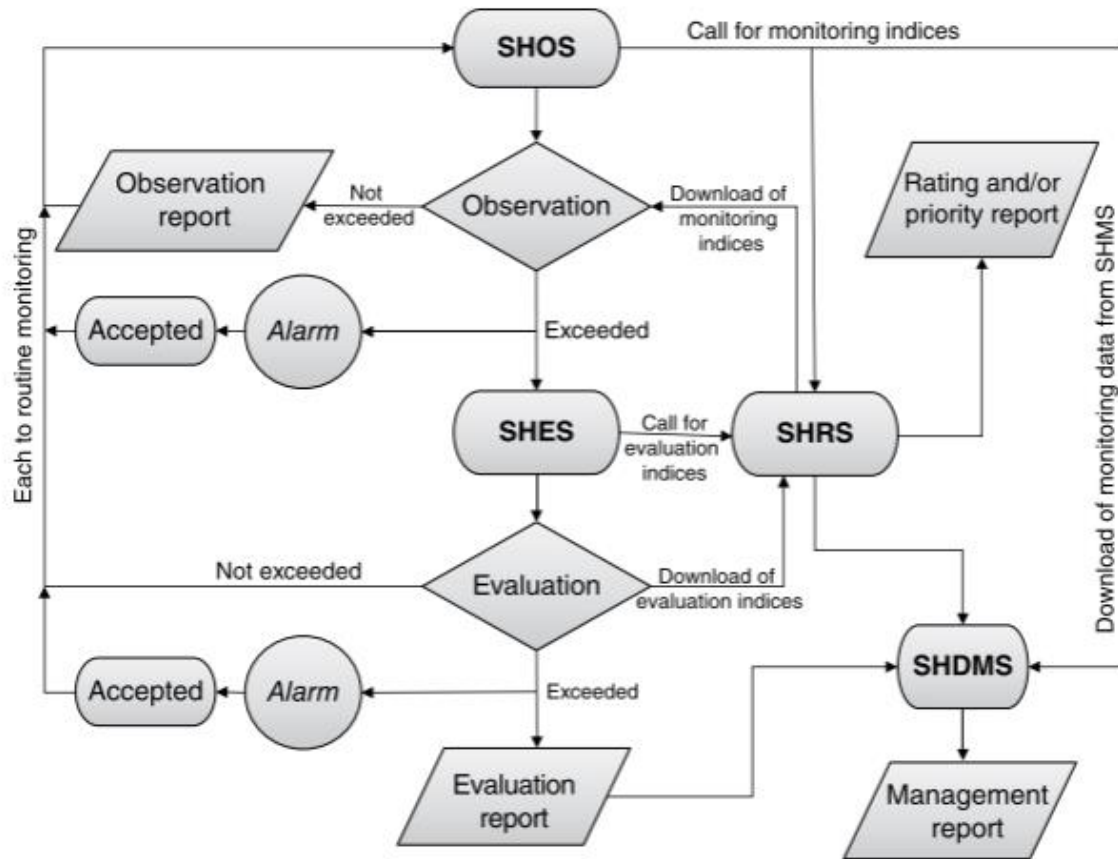 SHOS
Call for monitoring indices
Observation
report
Not
exceeded
Observation
Download of
monitoring
indices
Rating and/or
priority report
Accepted
Alarm
Exceeded
Each to routine monitoring
Download of monitoring data from SHMS
SHES
Call for
evaluation
indices
SHRS
Not exceeded
Evaluation
Download of
evaluation indices
SHDMS
Accepted
Alarm
Exceeded
Evaluation
report
Management
report